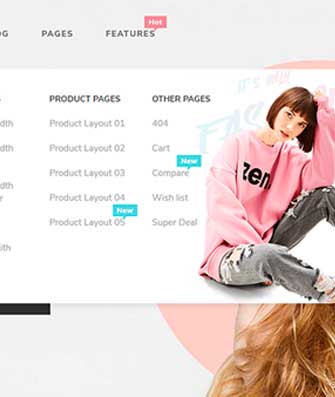 Hot
OG PAGES FEATURES
PRODUCT PAGES OTHER PAGES
dth Product Layout 01 404
dth Product Layout 02 Cart
New
Product Layout 03 Compare
dth Product Layout 04 Wish list
New
Product Layout 05 Super Deal
ith
it's my
zen